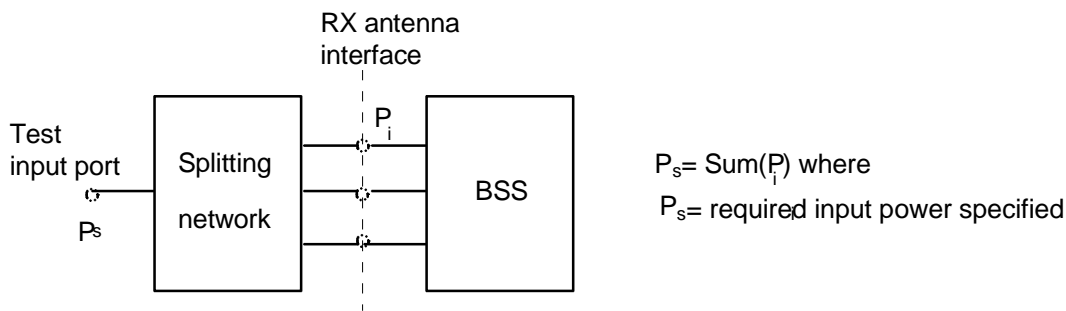 RX antenna
interface
Test
input port
Ps
Splitting
network
Pi
BSS
Ps= Sum(Pi) where
Ps= required input power specified